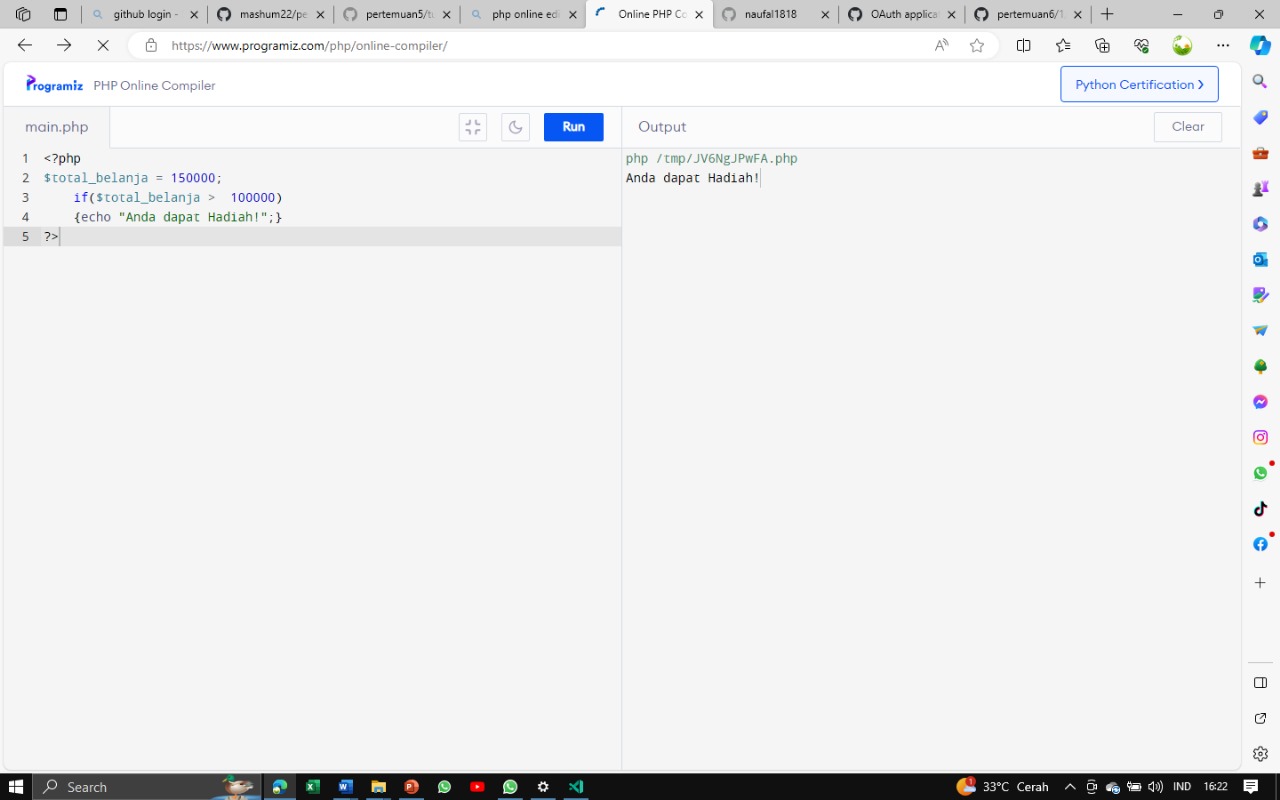 github login -
mashum22/pe
pertemuan5/tu
php online edi
Online PHP Co
naufal1818
OAuth applica
pertemuan6/1.
https://www.programiz.com/php/online-compiler/
Programiz PHP Online Compiler
Python Certification >
main.php
Run
Output
Clear
1 <?php
2 $total_belanja = 150000;
3 if($total_belanja >  100000)
4 {echo "Anda dapat Hadiah!";}
5 ?>
php /tmp/JV6NgJPwFA.php
Anda dapat Hadiah!
Search
1
33°C Cerah
IND
16:22